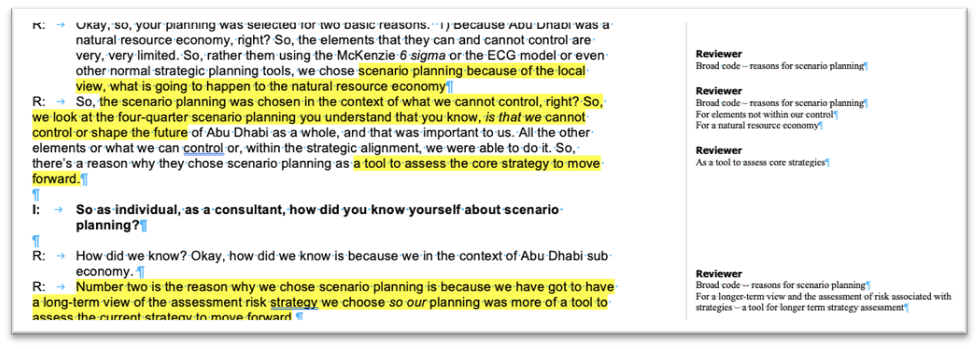 R: → Okay, so, your planning was selected for two basic reasons. 1) Because Abu Dhabi was a
natural resource economy, right? So, the elements that they can and cannot control are
very, very limited. So, rather them using the McKenzie 6 sigma or the ECG model or even
other normal strategic planning tools, we chose scenario planning because of the local
view, what is going to happen to the natural resource economy¶
R: → So, the scenario planning was chosen in the context of what we cannot control, right? So,
we look at the four-quarter scenario planning you understand that you know, is that we cannot
control or shape the future of Abu Dhabi as a whole, and that was important to us. All the other
elements or what we can control or, within the strategic alignment, we were able to do it. So,
there's a reason why they chose scenario planning as a tool to assess the core strategy to move
forward.¶
¶
I: → So as individual, as a consultant, how did you know yourself about scenario
planning?¶
¶
R: → How did we know? Okay, how did we know is because we in the context of Abu Dhabi sub
economy.¶
R: → Number two is the reason why we chose scenario planning is because we have got to have
a long-term view of the assessment risk strategy we choose so our planning was more of a tool to
assess the current strategy to move forward.¶
Reviewer
Broad code – reasons for scenario planning¶
Reviewer
Broad code – reasons for scenario planning¶
For elements not within our control¶
For a natural resource economy¶
Reviewer
As a tool to assess core strategies¶
Reviewer
Broad code -- reasons for scenario planning¶
For a longer-term view and the assessment of risk associated with
strategies – a tool for longer term strategy assessment¶